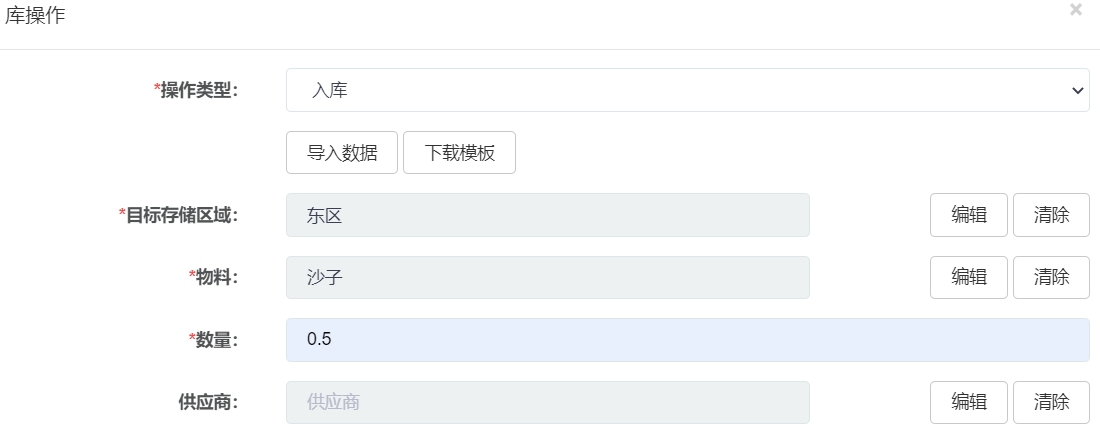 库操作
×
*操作类型：
入库
导入数据 下载模板
*目标存储区域：
东区
编辑 清除
*物料：
沙子
编辑 清除
*数量：
0.5
供应商：
供应商
编辑 清除